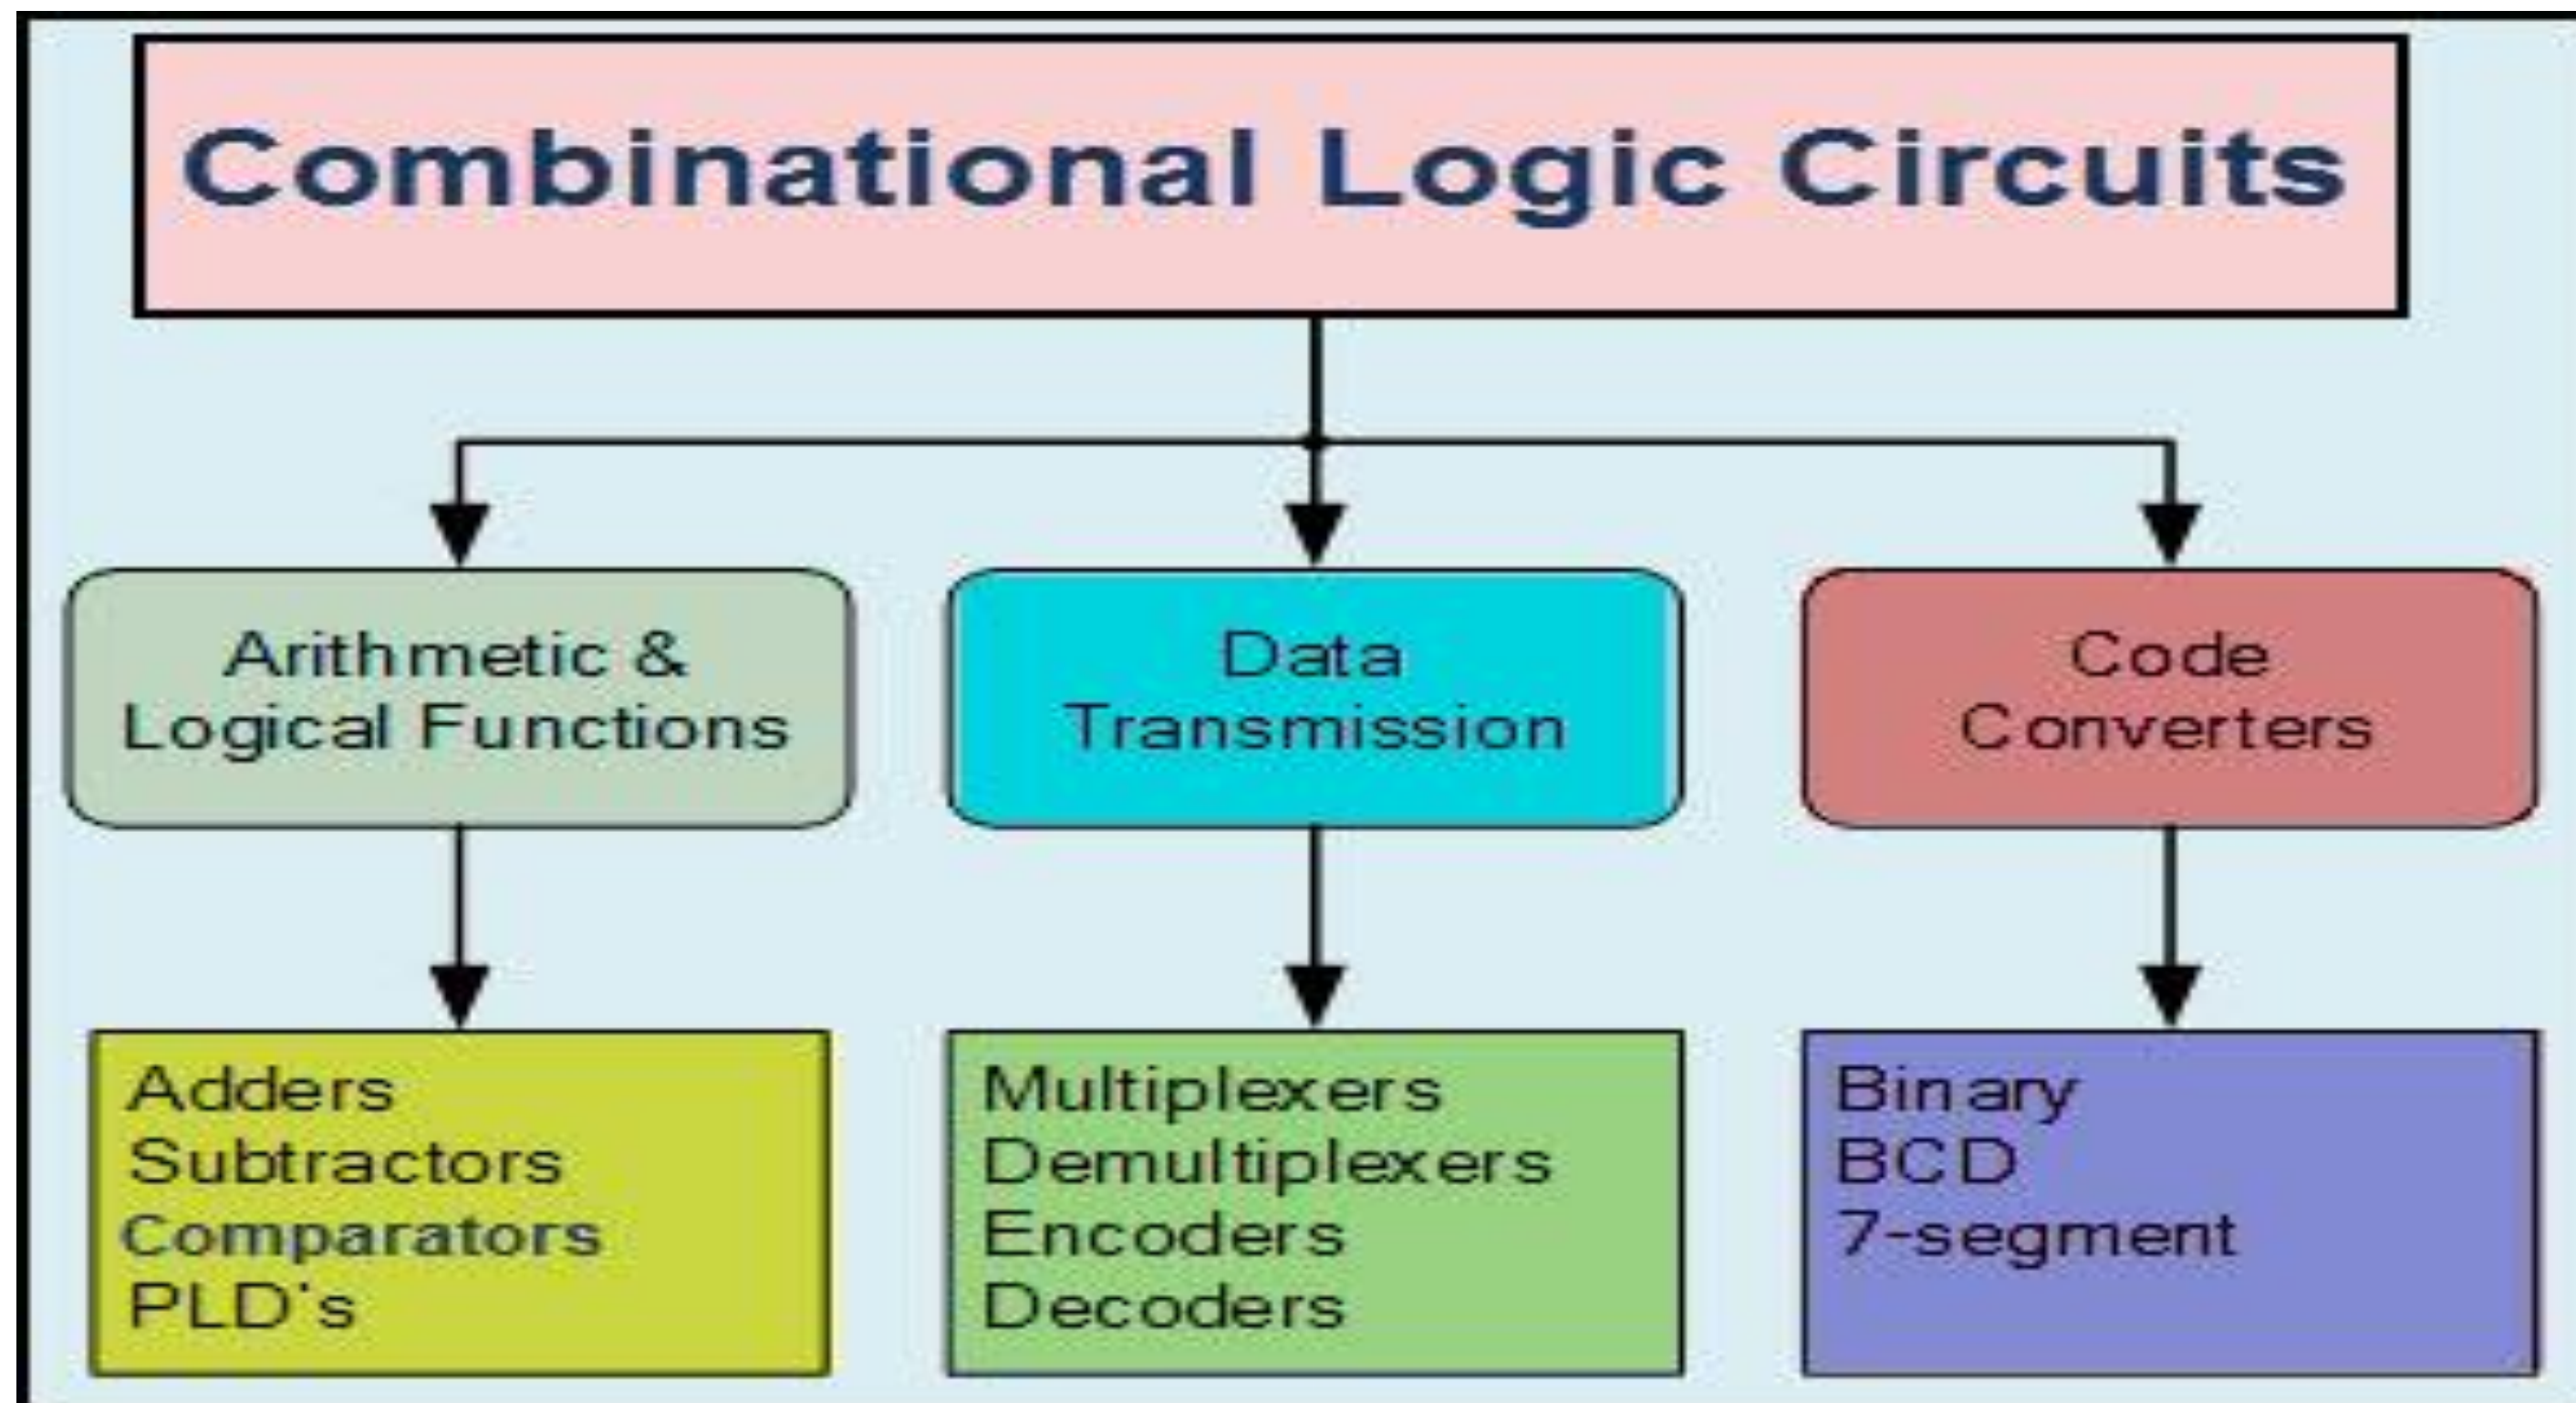 Combinational Logic Circuits
Arithmetic &
Logical Functions
Data
Transmission
Code
Converters
Adders
Subtractors
Comparators
PLD's
Multiplexers
Demultiplexers
Encoders
Decoders
Binary
BCD
7-segment